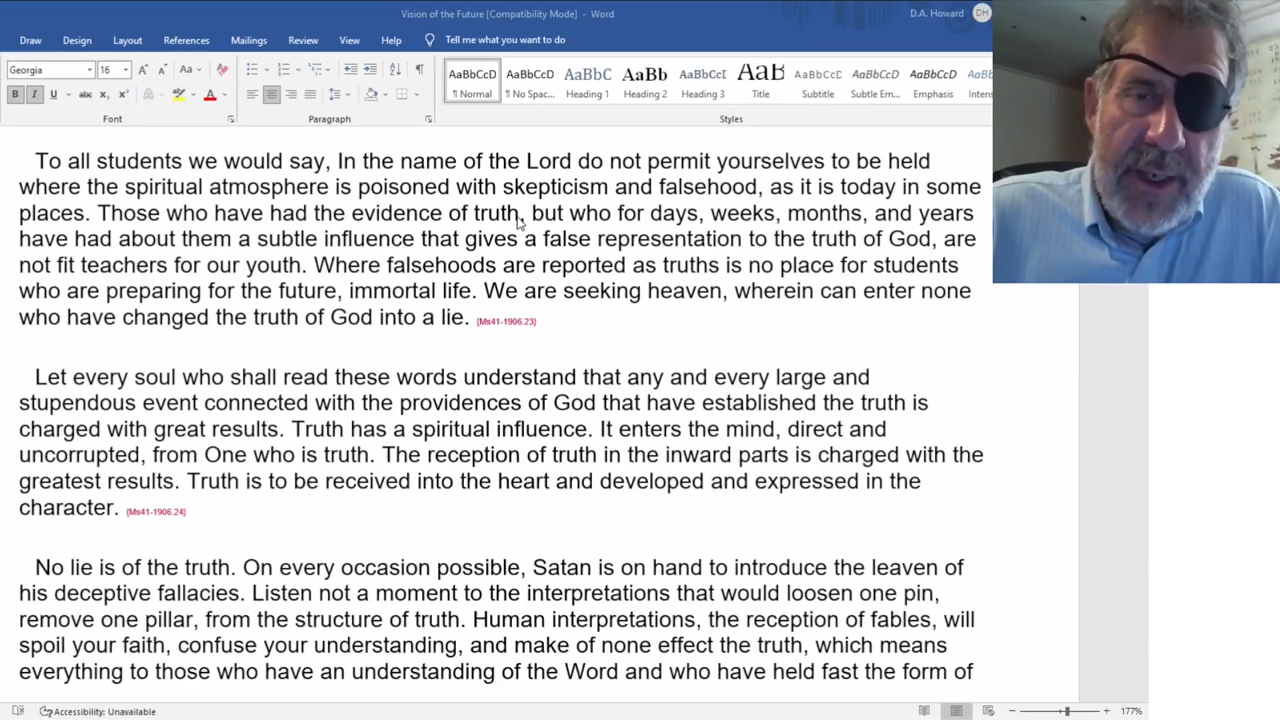 Vision of the Future [Compatibility Mode] - Word
D.A. Howard DH
Draw Design Layout References Mailings Review View Help Tell me what you want to do
Georgia 16 Aa
B I U abc x₂ x² A ab A
AaBbCcD AaBbCcD AaBbC AaBb AaBbCcI AaB AaBbCcD AaBbCcD AaBbCcD AaBb
¶ Normal ¶ No Spac... Heading 1 Heading 2 Heading 3 Title Subtitle Subtle Em... Emphasis Intens
Font Paragraph Styles
To all students we would say, In the name of the Lord do not permit yourselves to be held
where the spiritual atmosphere is poisoned with skepticism and falsehood, as it is today in some
places. Those who have had the evidence of truth, but who for days, weeks, months, and years
have had about them a subtle influence that gives a false representation to the truth of God, are
not fit teachers for our youth. Where falsehoods are reported as truths is no place for students
who are preparing for the future, immortal life. We are seeking heaven, wherein can enter none
who have changed the truth of God into a lie. {Ms41-1906.23}
Let every soul who shall read these words understand that any and every large and
stupendous event connected with the providences of God that have established the truth is
charged with great results. Truth has a spiritual influence. It enters the mind, direct and
uncorrupted, from One who is truth. The reception of truth in the inward parts is charged with the
greatest results. Truth is to be received into the heart and developed and expressed in the
character. {Ms41-1906.24}
No lie is of the truth. On every occasion possible, Satan is on hand to introduce the leaven of
his deceptive fallacies. Listen not a moment to the interpretations that would loosen one pin,
remove one pillar, from the structure of truth. Human interpretations, the reception of fables, will
spoil your faith, confuse your understanding, and make of none effect the truth, which means
everything to those who have an understanding of the Word and who have held fast the form of
Accessibility: Unavailable 177%